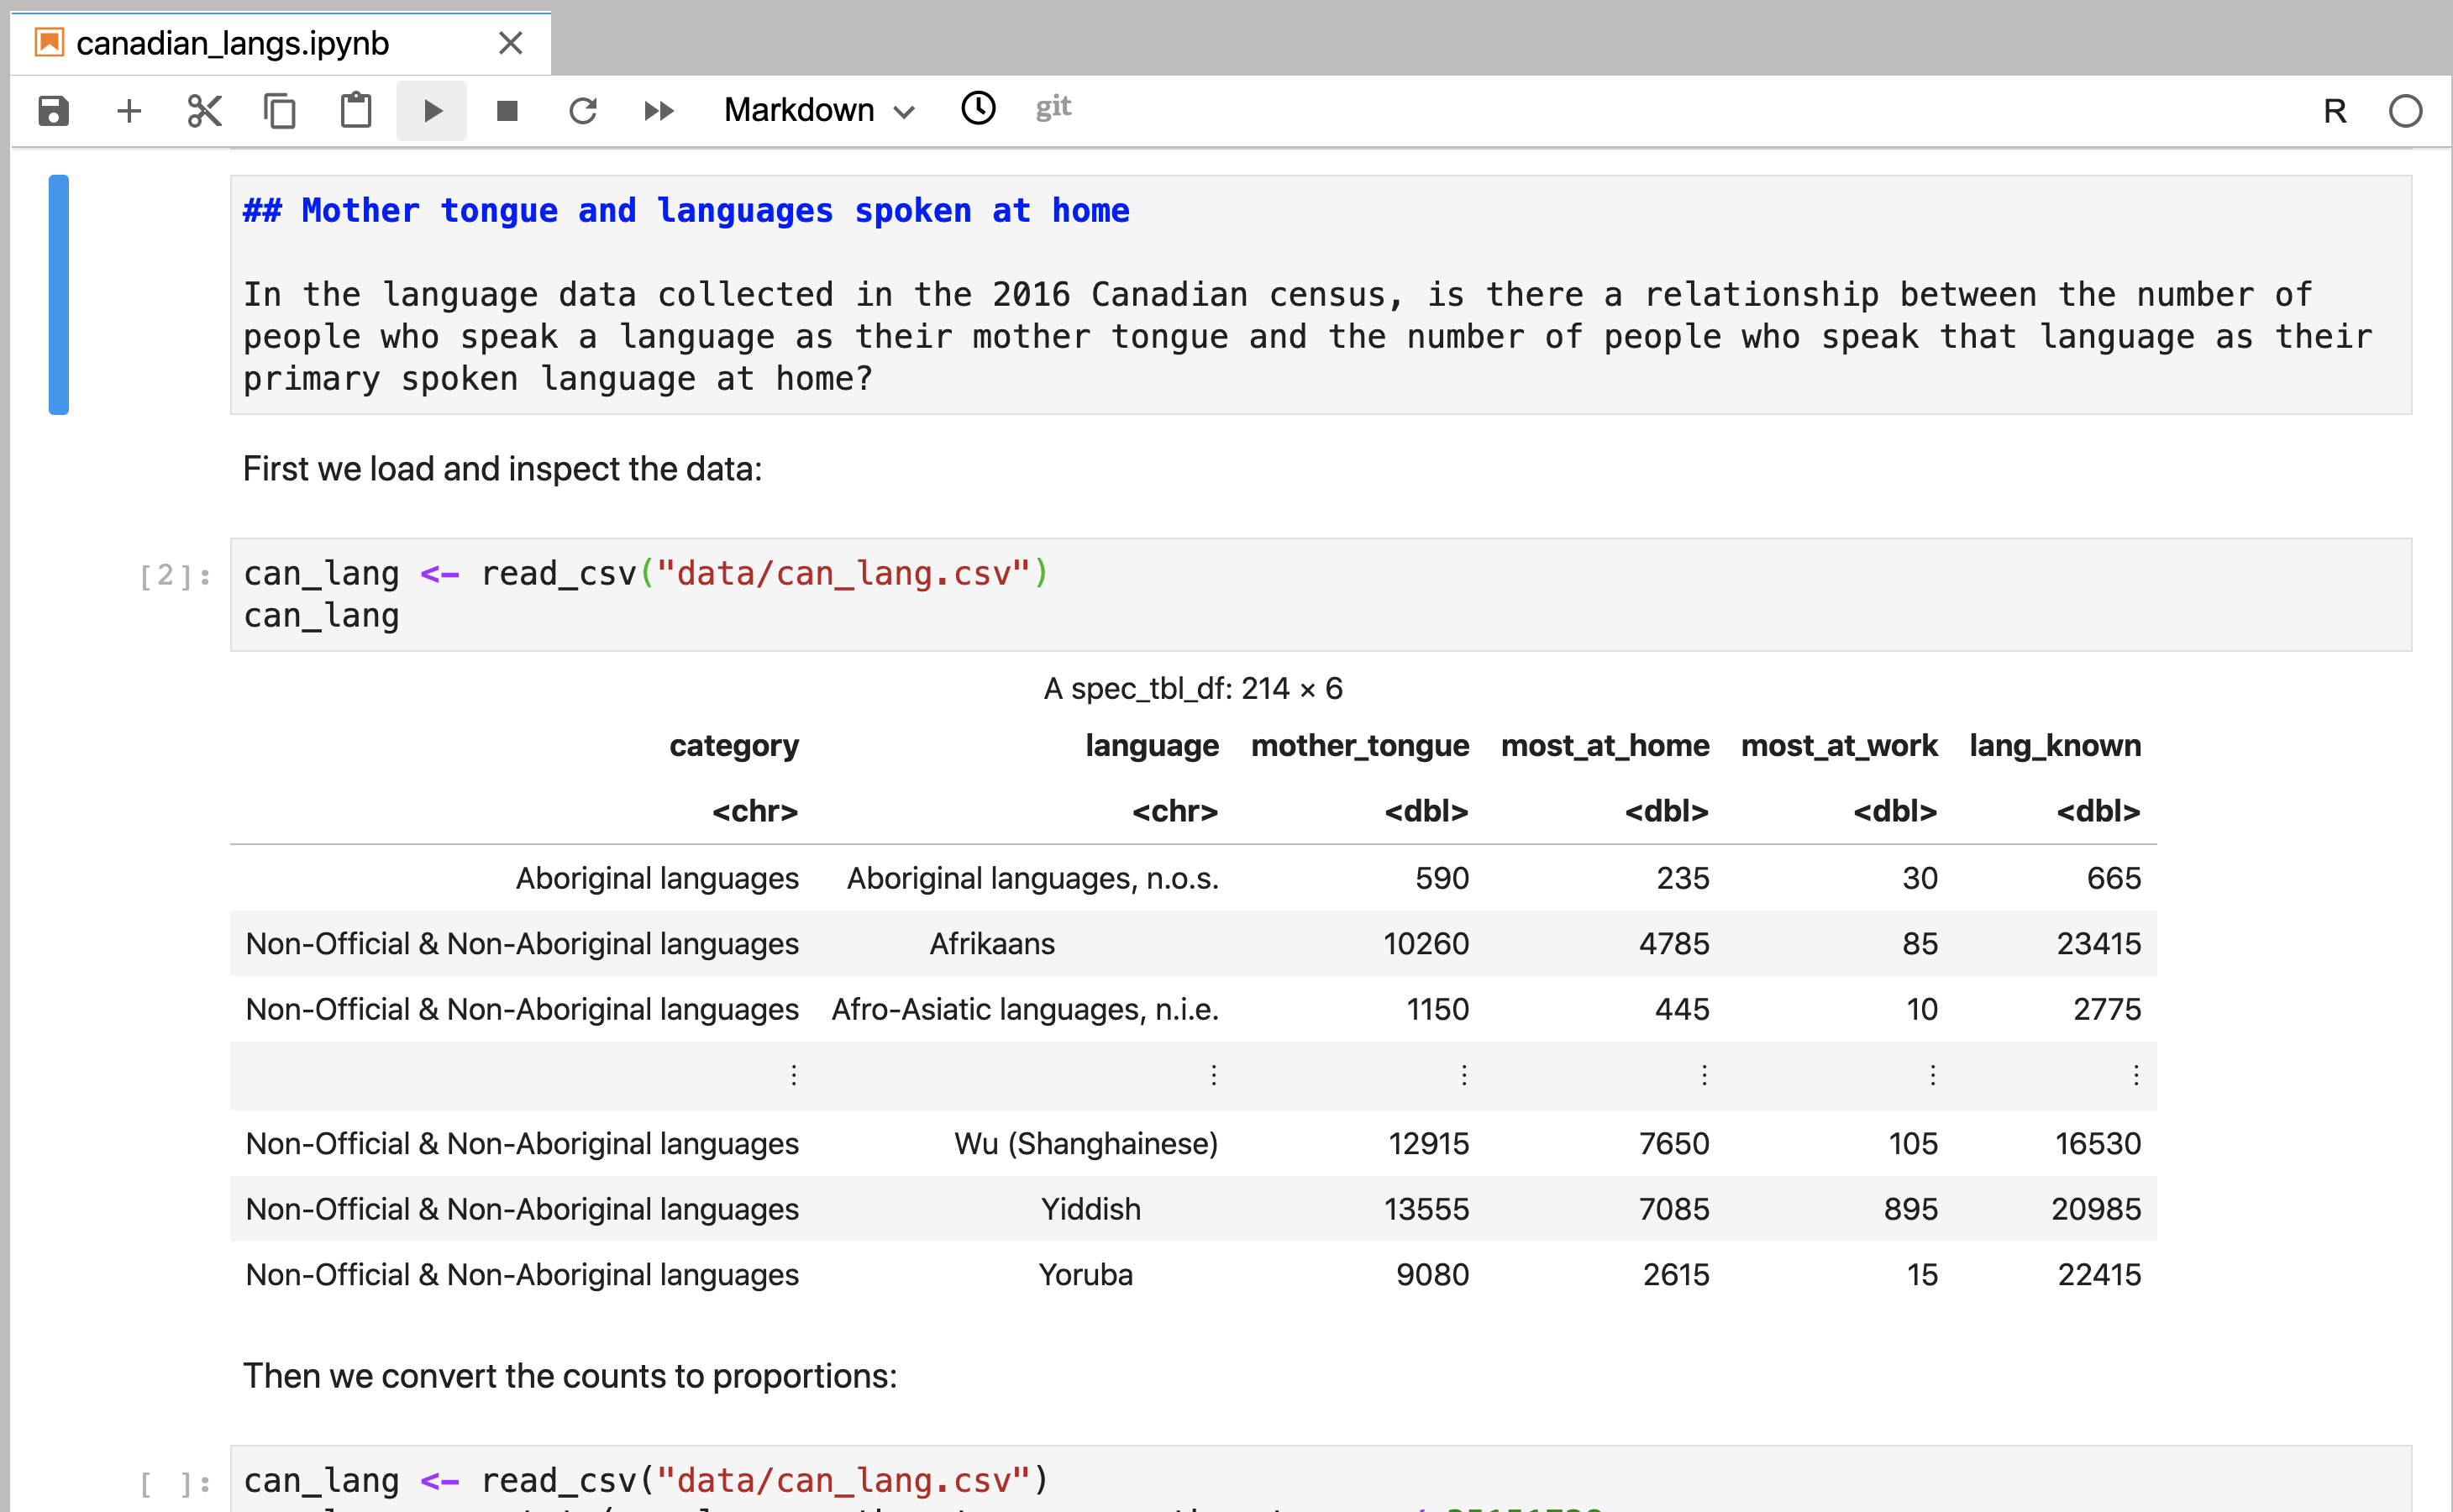 canadian_langs.ipynb
Markdown git R
## Mother tongue and languages spoken at home
In the language data collected in the 2016 Canadian census, is there a relationship between the number of
people who speak a language as their mother tongue and the number of people who speak that language as their
primary spoken language at home?
First we load and inspect the data:
[2]: can_lang <- read_csv("data/can_lang.csv")
can_lang
A spec_tbl_df: 214 × 6
category language mother_tongue most_at_home most_at_work lang_known
<chr> <chr> <dbl> <dbl> <dbl> <dbl>
Aboriginal languages Aboriginal languages, n.o.s. 590 235 30 665
Non-Official & Non-Aboriginal languages Afrikaans 10260 4785 85 23415
Non-Official & Non-Aboriginal languages Afro-Asiatic languages, n.i.e. 1150 445 10 2775
⋮ ⋮ ⋮ ⋮ ⋮ ⋮
Non-Official & Non-Aboriginal languages Wu (Shanghainese) 12915 7650 105 16530
Non-Official & Non-Aboriginal languages Yiddish 13555 7085 895 20985
Non-Official & Non-Aboriginal languages Yoruba 9080 2615 15 22415
Then we convert the counts to proportions:
[ ]: can_lang <- read_csv("data/can_lang.csv")